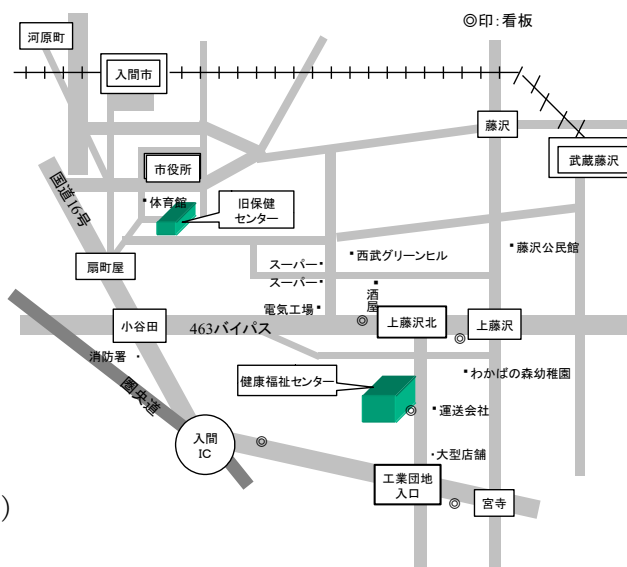 ◎印:看板
河原町
入間市
藤沢
武蔵藤沢
市役所
国道16号
・体育館
旧保健
センター
・藤沢公民館
・西武グリーンヒル
スーパー・
スーパー・
扇町屋
酒屋
電気工場・
小谷田
463バイパス
◎
上藤沢北
上藤沢
◎
消防署・
圏央道
健康福祉センター
・わかばの森幼稚園
◎
・運送会社
入間
IC
◎
・大型店舗
工業団地
入口
◎
宮寺
)